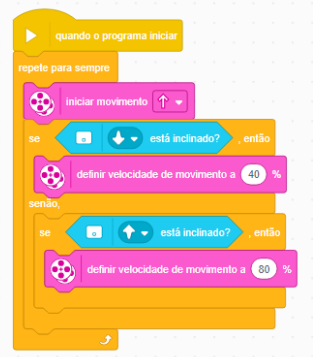 quando o programa iniciar
repete para sempre
iniciar movimento
se está inclinado? , então
definir velocidade de movimento a 40 %
senão,
se está inclinado? , então
definir velocidade de movimento a 80 %